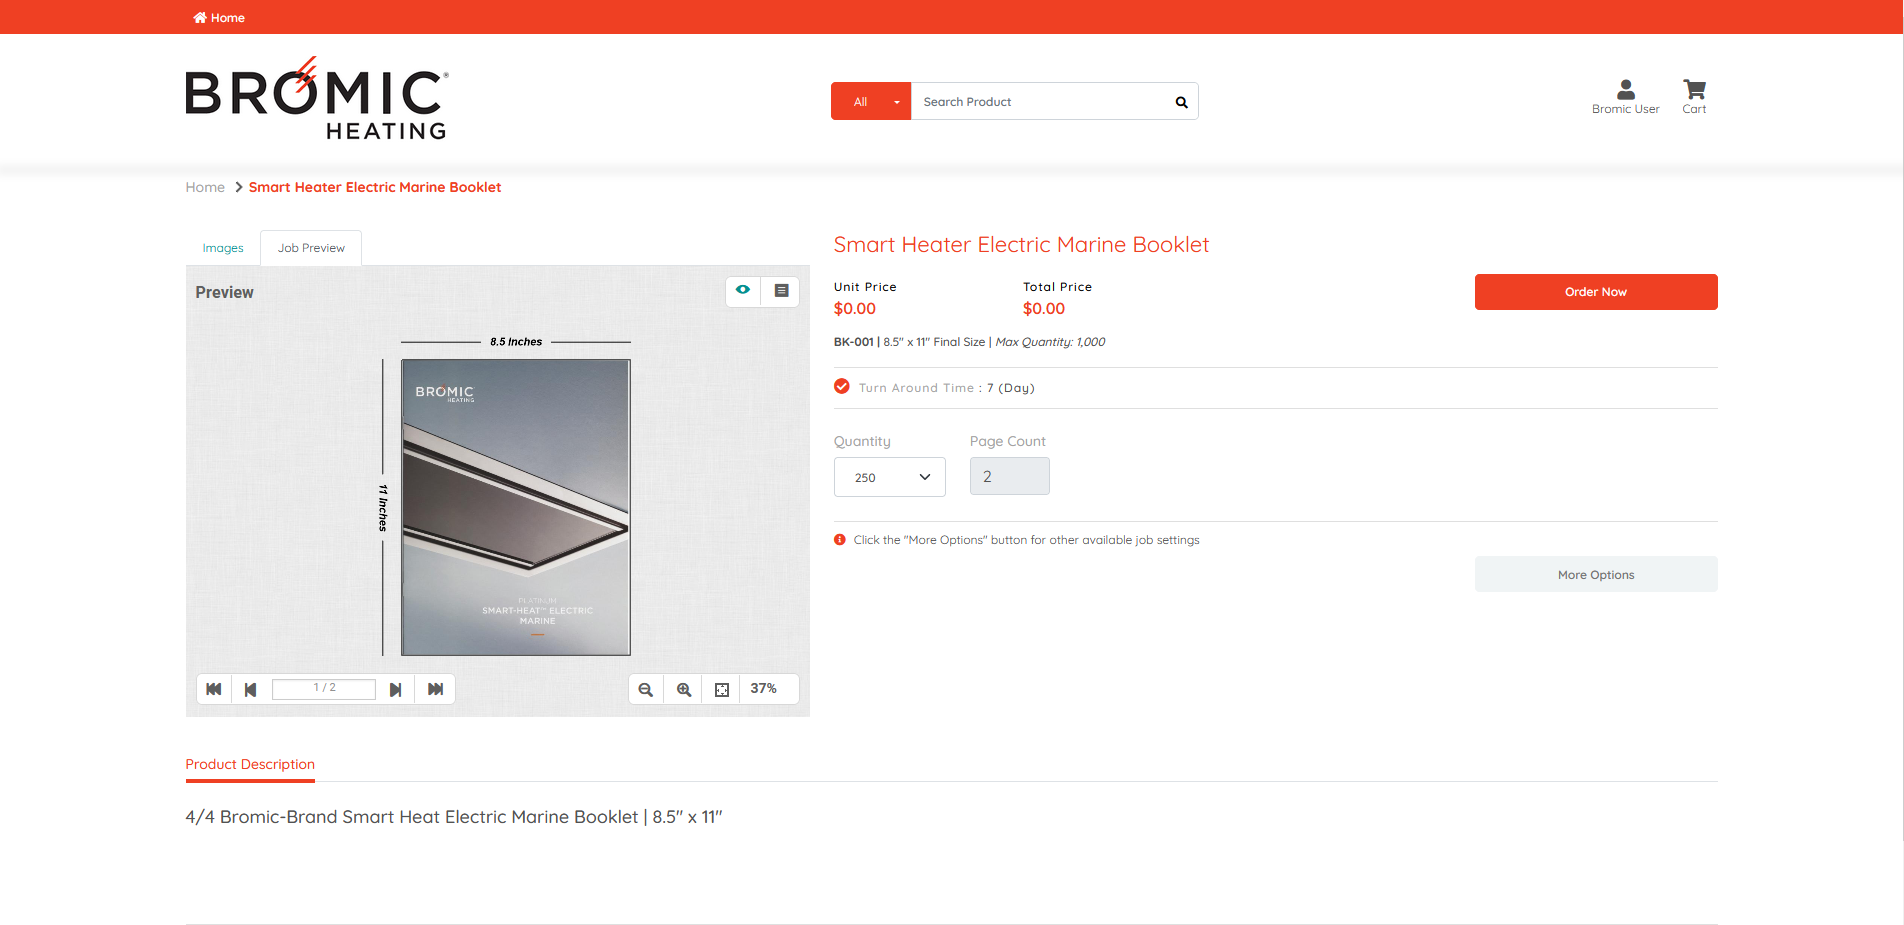 Home
BROMIC®
HEATING
All
Search Product
Bromic User
Cart
Home
Smart Heater Electric Marine Booklet
Images
Job Preview
Preview
8.5 Inches
11 Inches
BROMIC
HEATING
PLATINUM
SMART-HEAT™ ELECTRIC
MARINE
1 / 2
37%
Smart Heater Electric Marine Booklet
Unit Price
$0.00
Total Price
$0.00
Order Now
BK-001 | 8.5" x 11" Final Size | Max Quantity: 1,000
Turn Around Time : 7 (Day)
Quantity
250
Page Count
2
Click the "More Options" button for other available job settings
More Options
Product Description
4/4 Bromic-Brand Smart Heat Electric Marine Booklet | 8.5" x 11"